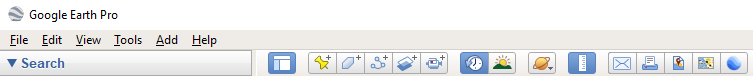 Google Earth Pro
File Edit View Tools Add Help
Search